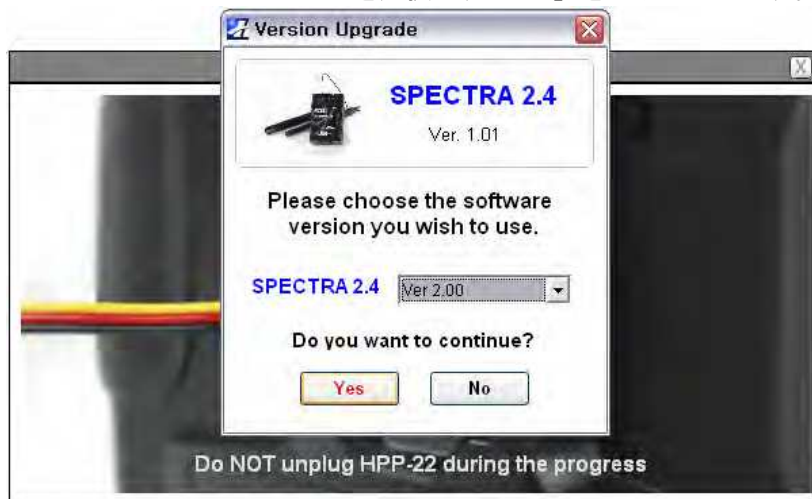 Version Upgrade
SPECTRA 2.4
Ver. 1.01
Please choose the software
version you wish to use.
SPECTRA 2.4 Ver 2.00
Do you want to continue?
Yes No
Do NOT unplug HPP-22 during the progress